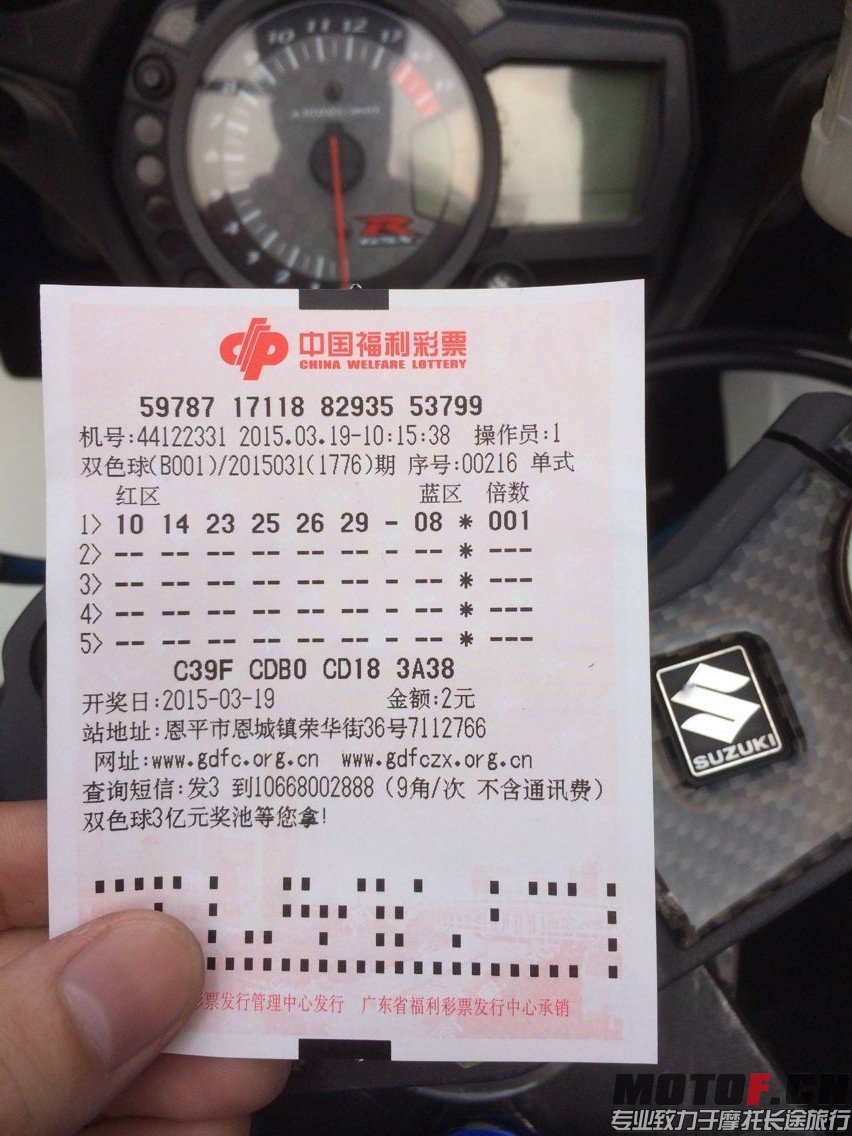 10 11 12
R
GSX
中国福利彩票
CHINA WELFARE LOTTERY
59787 17118 82935 53799
机号:44122331 2015.03.19-10:15:38 操作员:1
双色球(B001)/2015031(1776)期 序号:00216 单式
红区 蓝区 倍数
1> 10 14 23 25 26 29 - 08 * 001
2> -- -- -- -- -- -- - -- * ---
3> -- -- -- -- -- -- - -- * ---
4> -- -- -- -- -- -- - -- * ---
5> -- -- -- -- -- -- - -- * ---
C39F CDB0 CD18 3A38
开奖日:2015-03-19 金额:2元
站地址:恩平市恩城镇荣华街36号7112766
网址:www.gdfc.org.cn www.gdfczx.org.cn
查询短信:发3 到10668002888(9角/次 不含通讯费)
双色球3亿元奖池等您拿!
彩票发行管理中心发行 广东省福利彩票发行中心承销
SUZUKI
MOTOF.CN
专业致力于摩托长途旅行